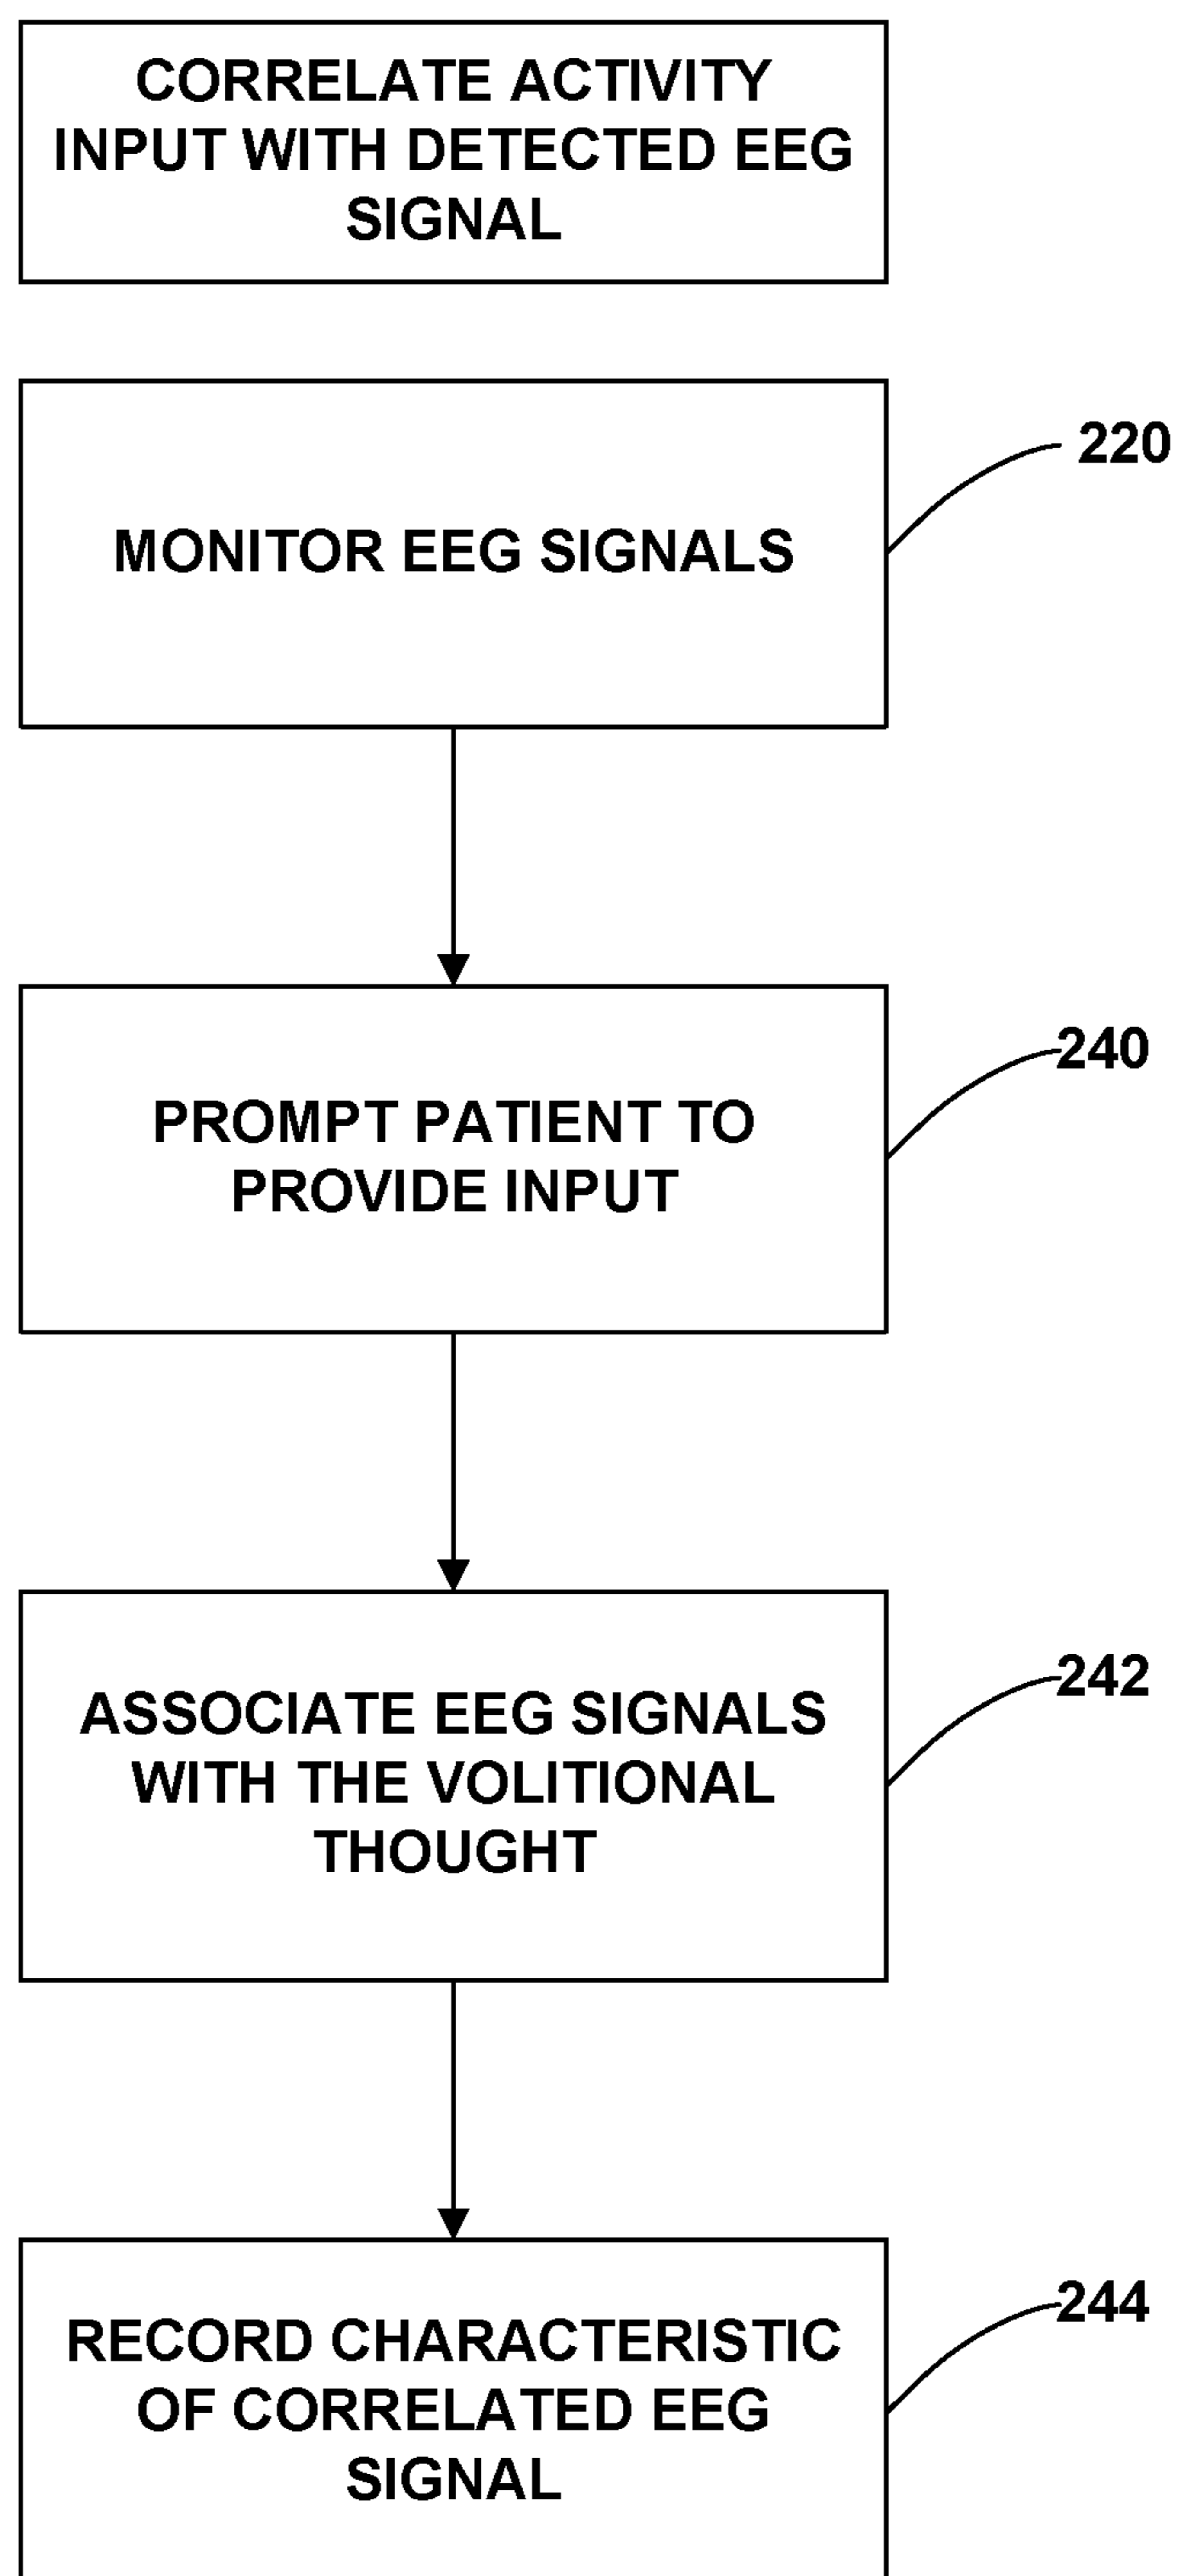 CORRELATE ACTIVITY
INPUT WITH DETECTED EEG
SIGNAL
MONITOR EEG SIGNALS
220
PROMPT PATIENT TO
PROVIDE INPUT
240
ASSOCIATE EEG SIGNALS
WITH THE VOLITIONAL
THOUGHT
242
RECORD CHARACTERISTIC
OF CORRELATED EEG
SIGNAL
244